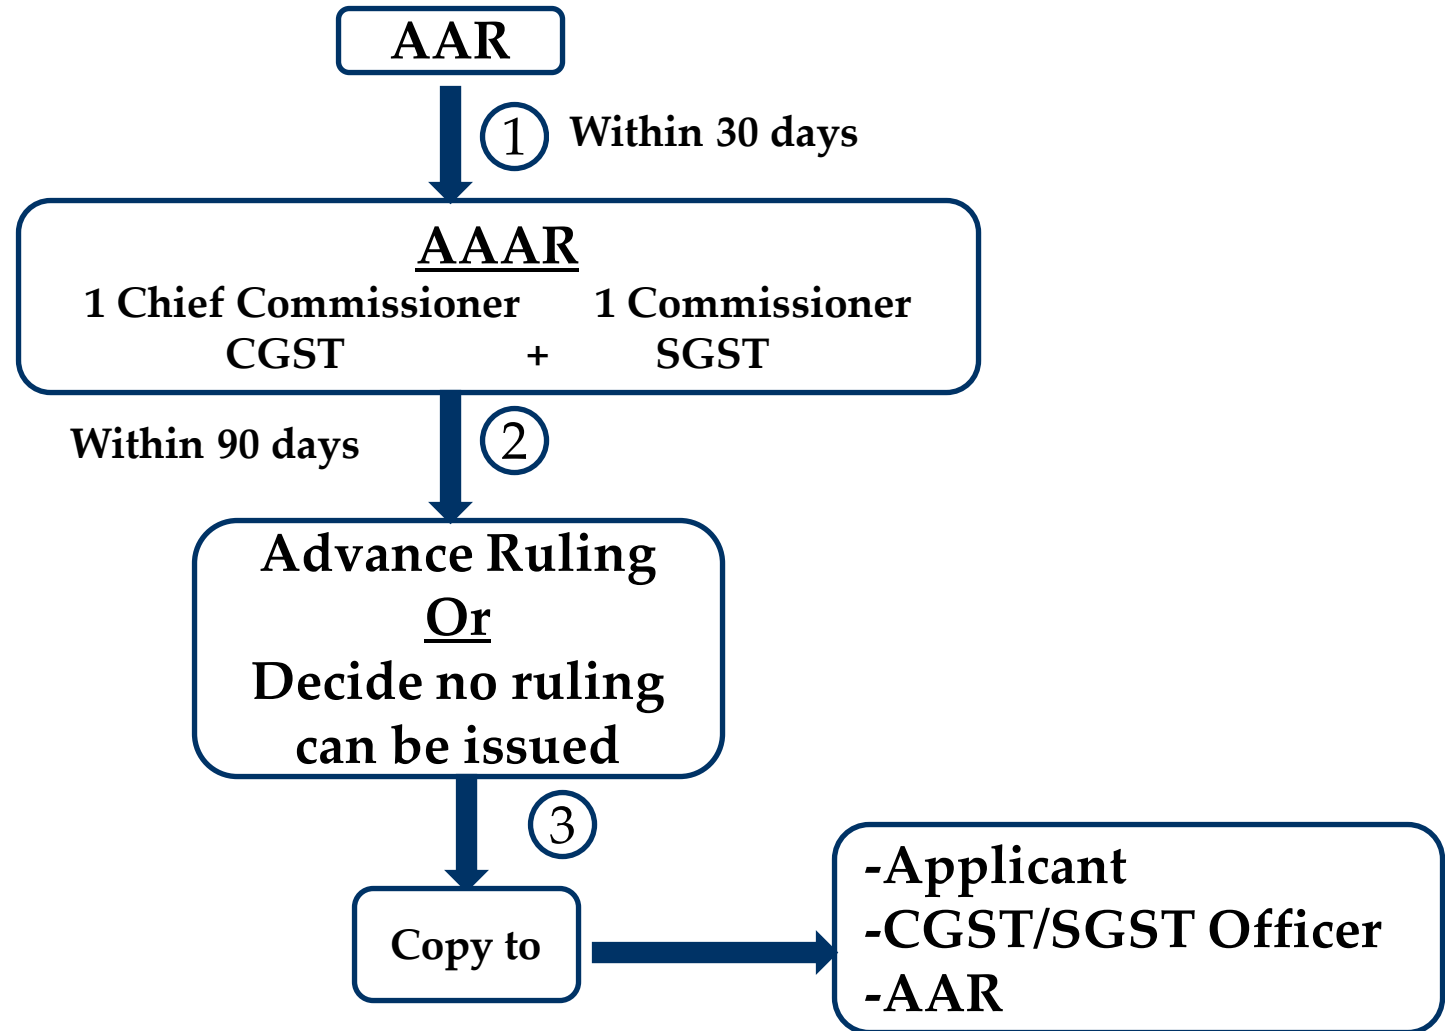 AAR
1 Within 30 days
AAAR
1 Chief Commissioner 1 Commissioner
CGST + SGST
Within 90 days 2
Advance Ruling
Or
Decide no ruling
can be issued
3
Copy to
-Applicant
-CGST/SGST Officer
-AAR